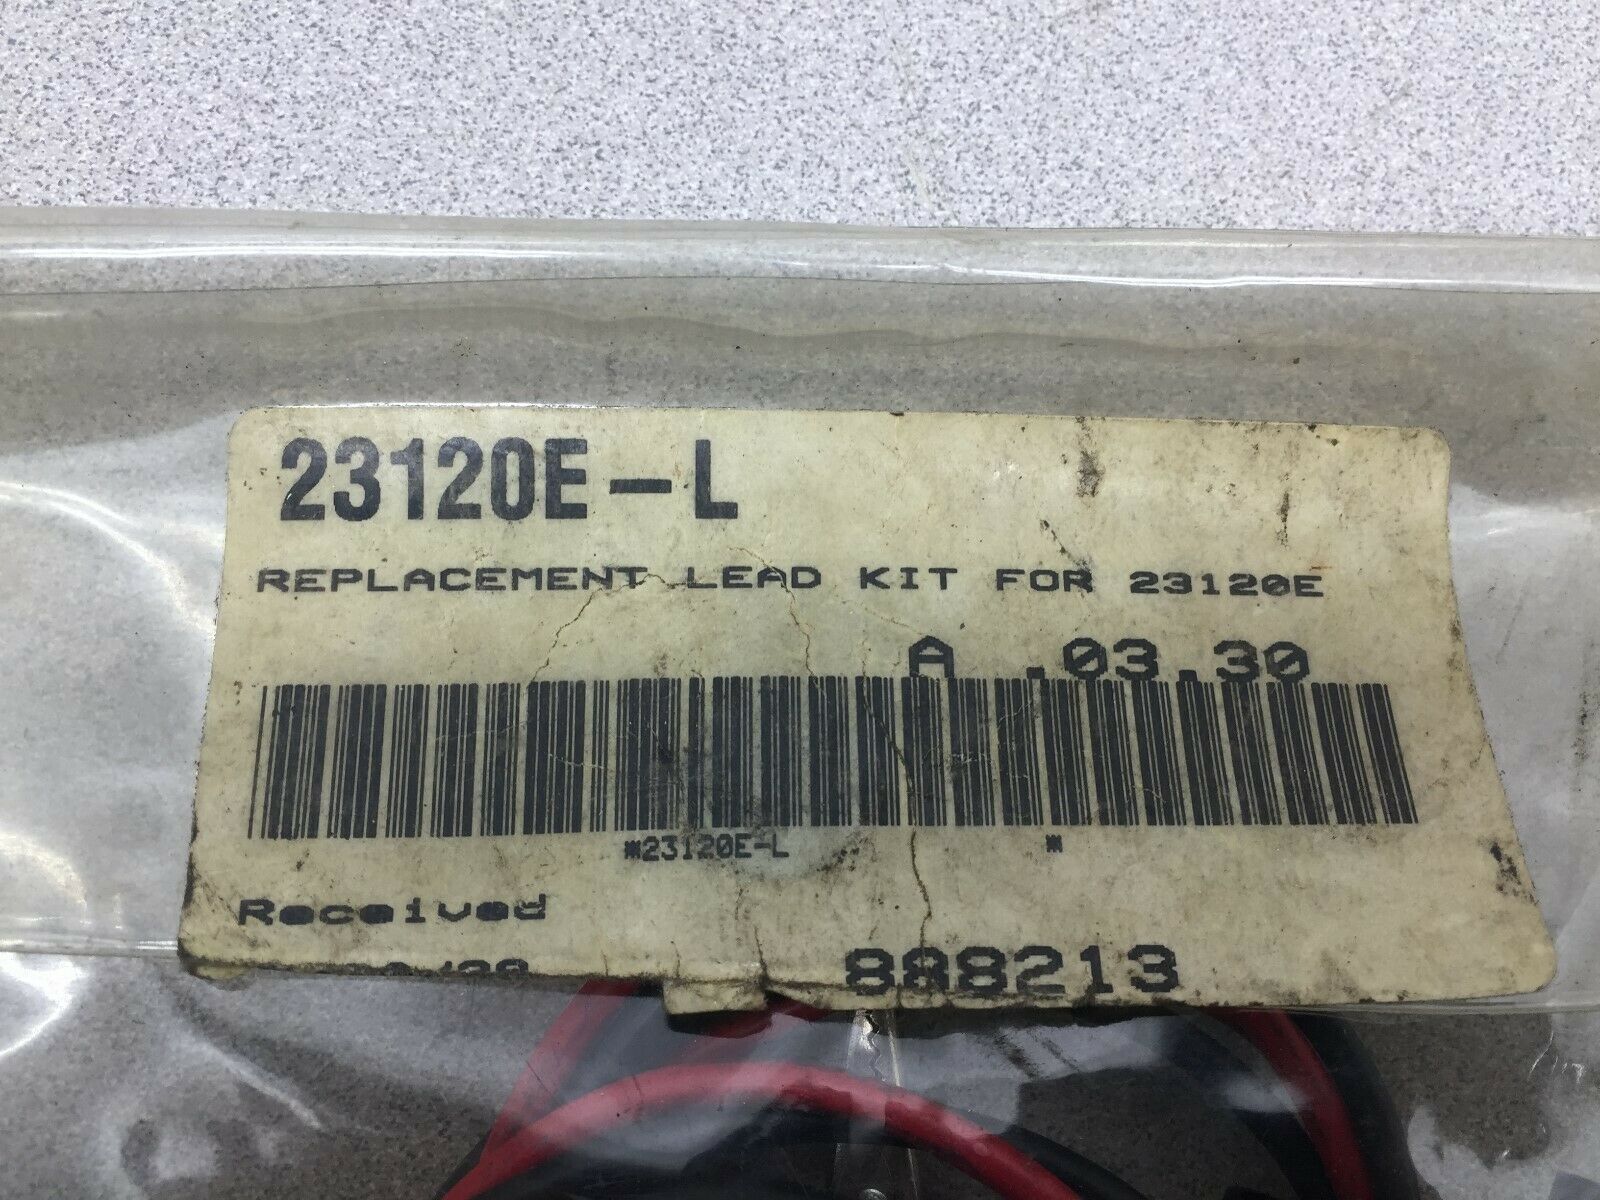 23120E-L
REPLACEMENT LEAD KIT FOR 23120E
A .03.30
*23120E-L *
Received
888213